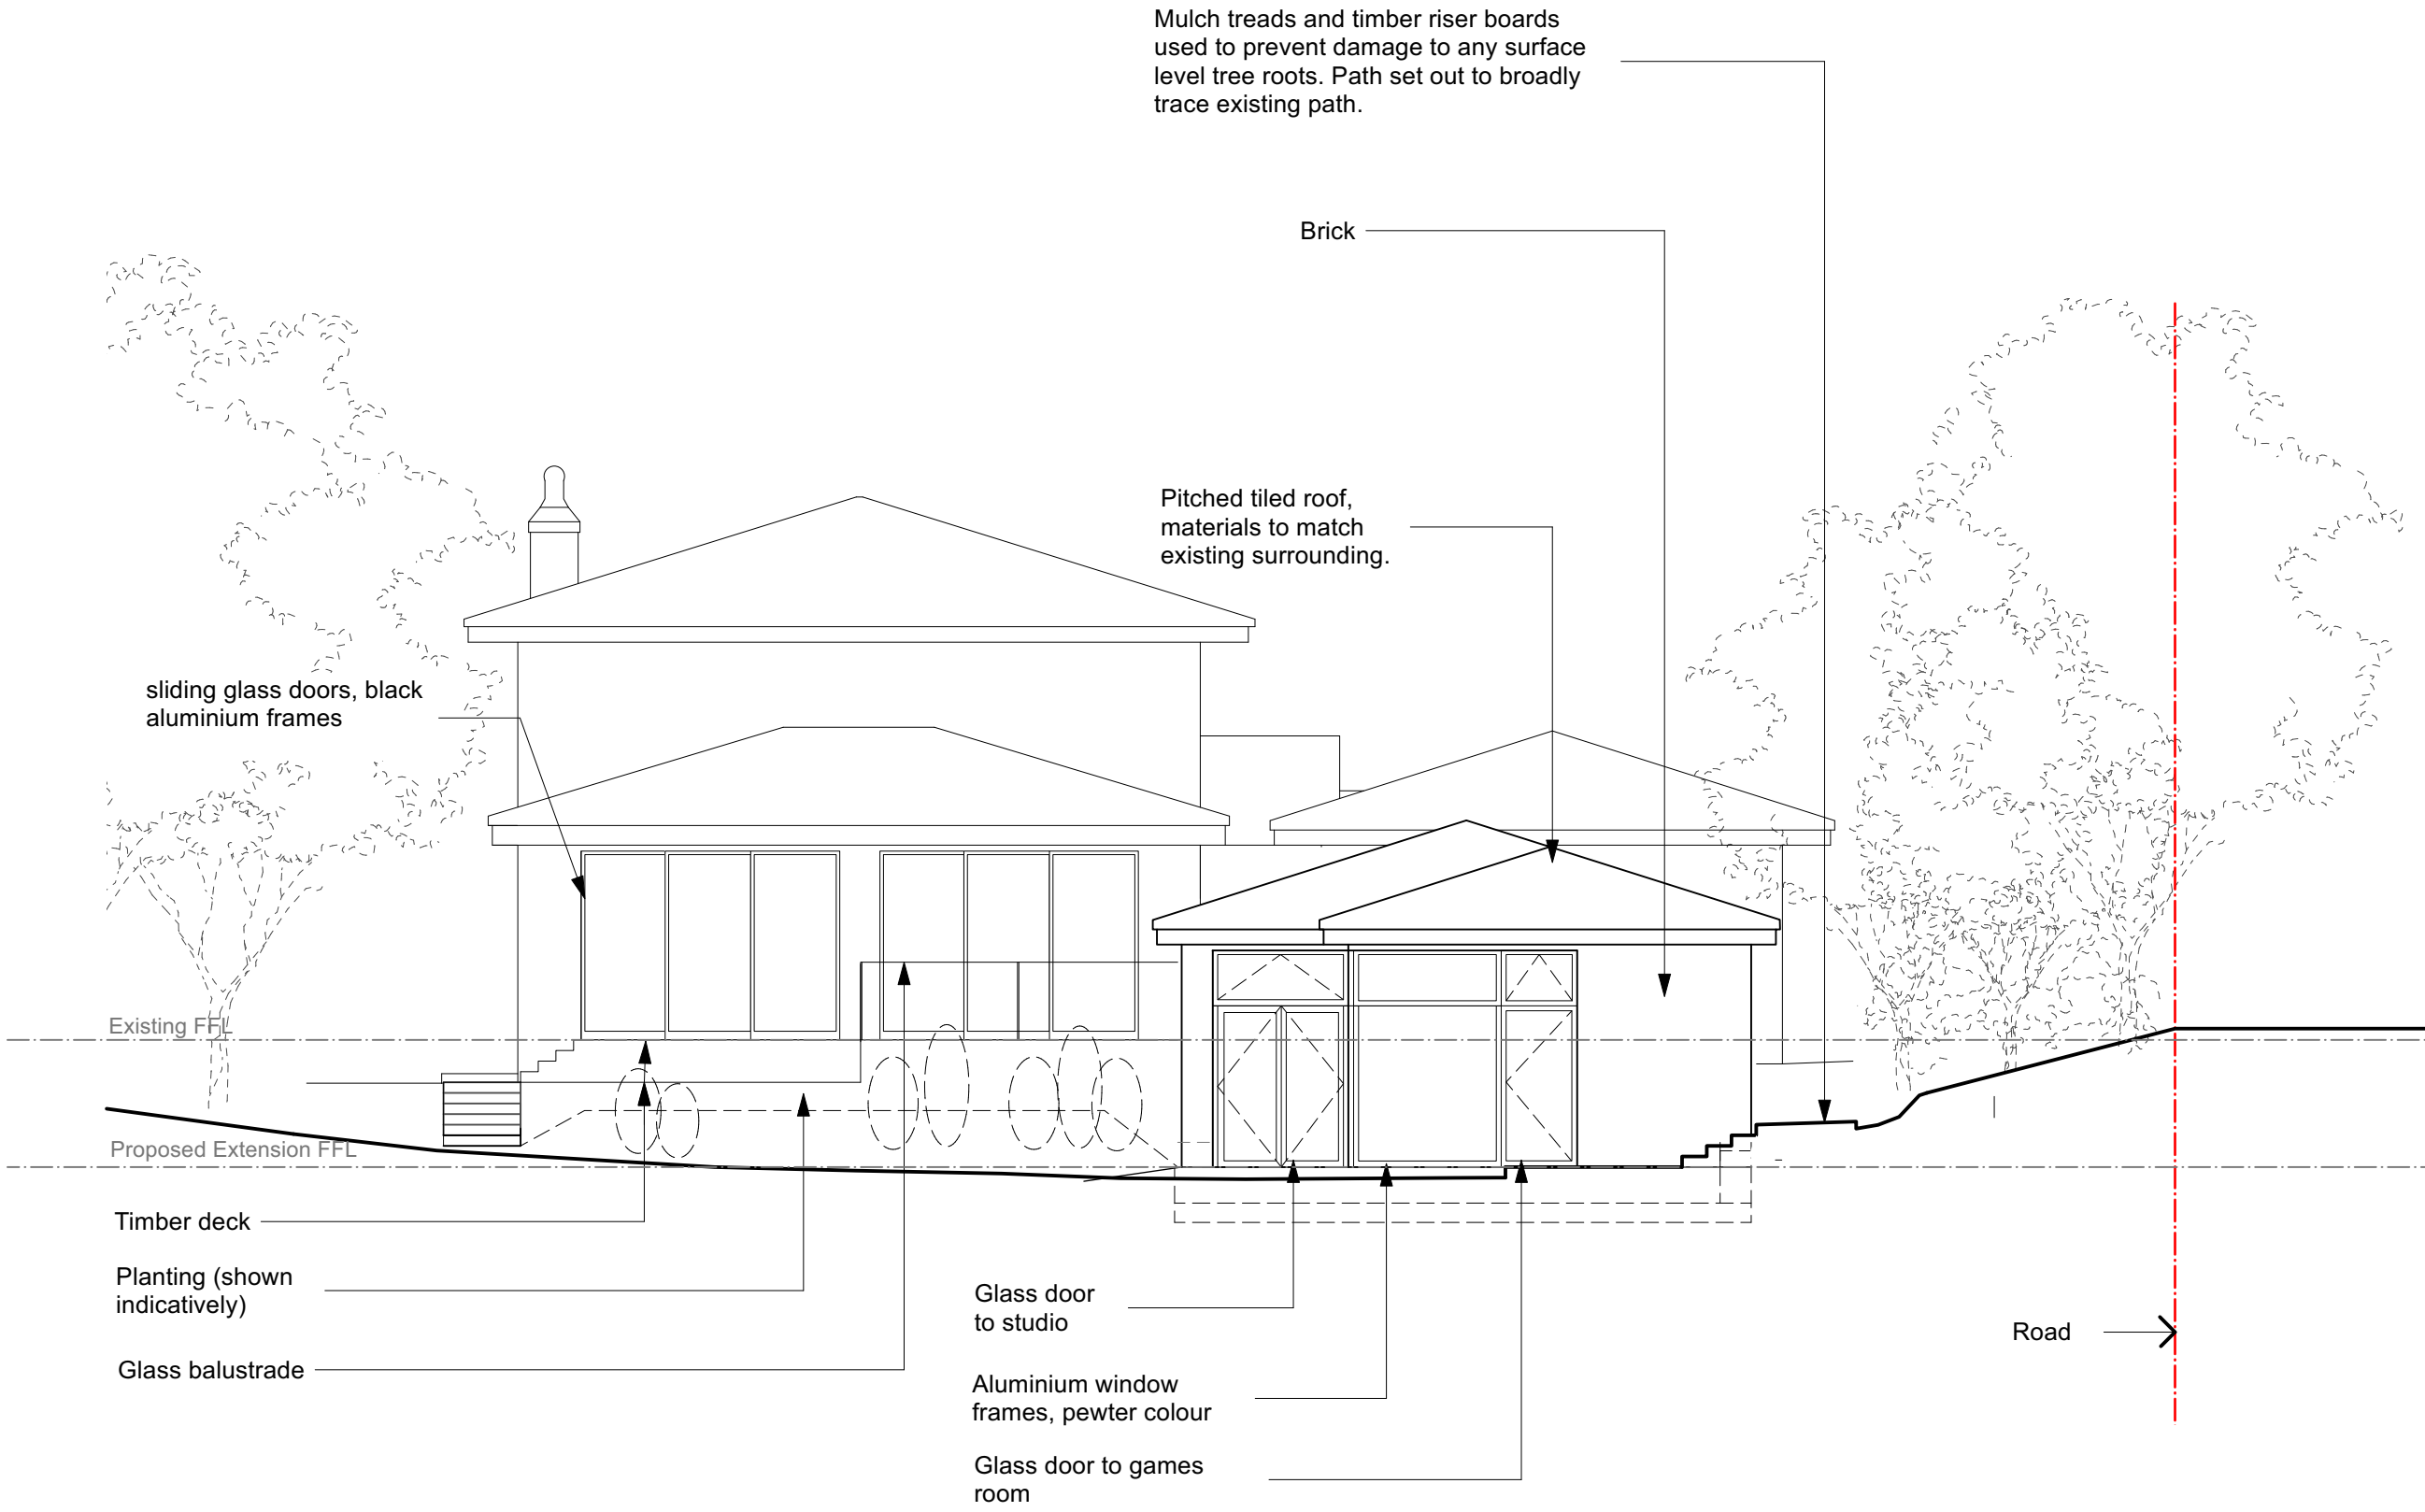 Mulch treads and timber riser boards
used to prevent damage to any surface
level tree roots. Path set out to broadly
trace existing path.
Brick
Pitched tiled roof,
materials to match
existing surrounding.
sliding glass doors, black
aluminium frames
Existing FFL
Proposed Extension FFL
Timber deck
Planting (shown
indicatively)
Glass balustrade
Glass door
to studio
Aluminium window
frames, pewter colour
Glass door to games
room
Road